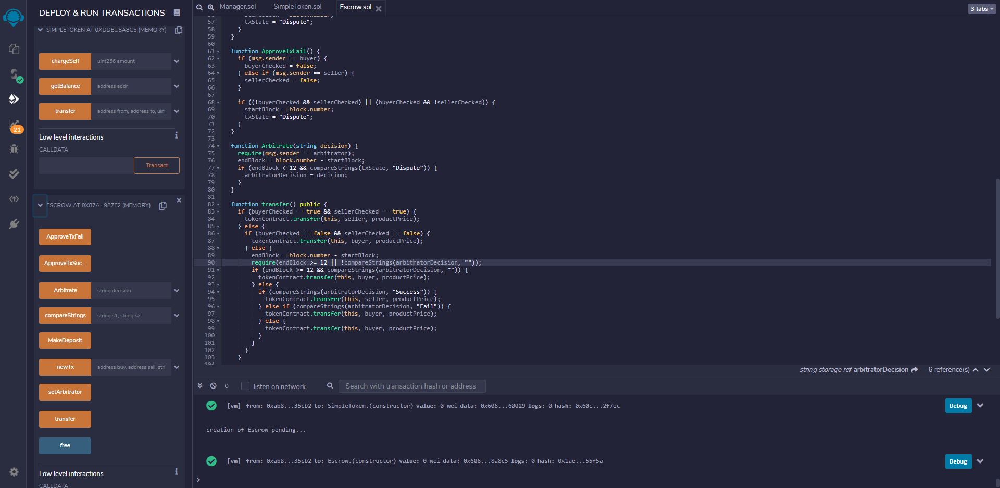 DEPLOY & RUN TRANSACTIONS
SIMPLETOKEN AT 0XDDB...8A8C5 (MEMORY)
chargeSelf uint256 amount
getBalance address addr
transfer address from, address to, uint
Low level interactions
CALLDATA
Transact
ESCROW AT 0X87A...987F2 (MEMORY)
ApproveTxFail
ApproveTxSuc...
Arbitrate string decision
compareStrings string s1, string s2
MakeDeposit
newTx address buy, address sell, stri
setArbitrator
transfer
free
Low level interactions
CALLDATA
21
Manager.sol SimpleToken.sol Escrow.sol
3 tabs
57 txState = "Dispute";
58 }
59 }
60
61 function ApproveTxFail() {
62 if (msg.sender == buyer) {
63 buyerChecked = false;
64 } else if (msg.sender == seller) {
65 sellerChecked = false;
66 }
67
68 if ((!buyerChecked && sellerChecked) || (buyerChecked && !sellerChecked)) {
69 startBlock = block.number;
70 txState = "Dispute";
71 }
72 }
73
74 function Arbitrate(string decision) {
75 require(msg.sender == arbitrator);
76 endBlock = block.number - startBlock;
77 if (endBlock < 12 && compareStrings(txState, "Dispute")) {
78 arbitratorDecision = decision;
79 }
80 }
81
82 function transfer() public {
83 if (buyerChecked == true && sellerChecked == true) {
84 tokenContract.transfer(this, seller, productPrice);
85 } else {
86 if (buyerChecked == false && sellerChecked == false) {
87 tokenContract.transfer(this, buyer, productPrice);
88 } else {
89 endBlock = block.number - startBlock;
90 require(endBlock >= 12 || !compareStrings(arbitratorDecision, ""));
91 if (endBlock >= 12 && compareStrings(arbitratorDecision, "")) {
92 tokenContract.transfer(this, buyer, productPrice);
93 } else {
94 if (compareStrings(arbitratorDecision, "Success")) {
95 tokenContract.transfer(this, seller, productPrice);
96 } else if (compareStrings(arbitratorDecision, "Fail")) {
97 tokenContract.transfer(this, buyer, productPrice);
98 } else {
99 tokenContract.transfer(this, buyer, productPrice);
100 }
101 }
102 }
103 }
string storage ref arbitratorDecision 6 reference(s)
0 listen on network Search with transaction hash or address
[vm] from: 0xab8...35cb2 to: SimpleToken.(constructor) value: 0 wei data: 0x606...60029 logs: 0 hash: 0x60c...2f7ec Debug
creation of Escrow pending...
[vm] from: 0xab8...35cb2 to: Escrow.(constructor) value: 0 wei data: 0x606...8a8c5 logs: 0 hash: 0x1ae...55f5a Debug
>